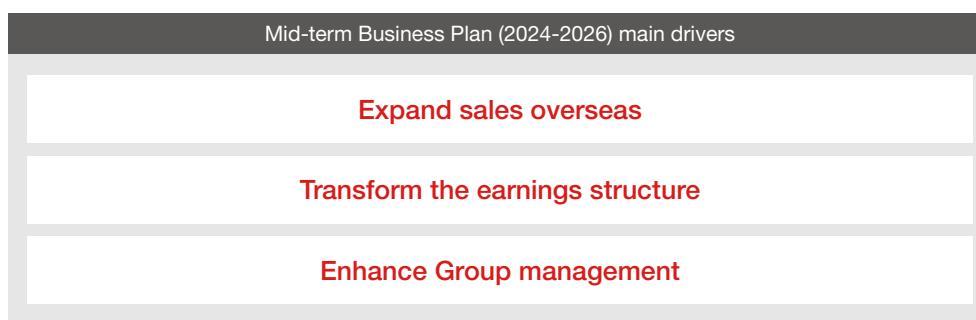 Mid-term Business Plan (2024-2026) main drivers
Expand sales overseas
Transform the earnings structure
Enhance Group management